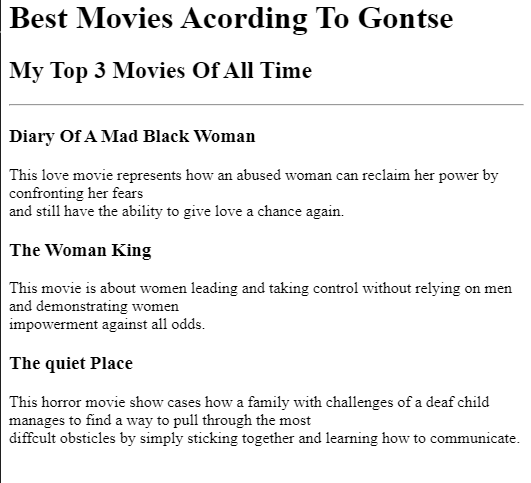 Best Movies Acording To Gontse
My Top 3 Movies Of All Time
Diary Of A Mad Black Woman
This love movie represents how an abused woman can reclaim her power by
confronting her fears
and still have the ability to give love a chance again.
The Woman King
This movie is about women leading and taking control without relying on men
and demonstrating women
impowerment against all odds.
The quiet Place
This horror movie show cases how a family with challenges of a deaf child
manages to find a way to pull through the most
diffcult obsticles by simply sticking together and learning how to communicate.